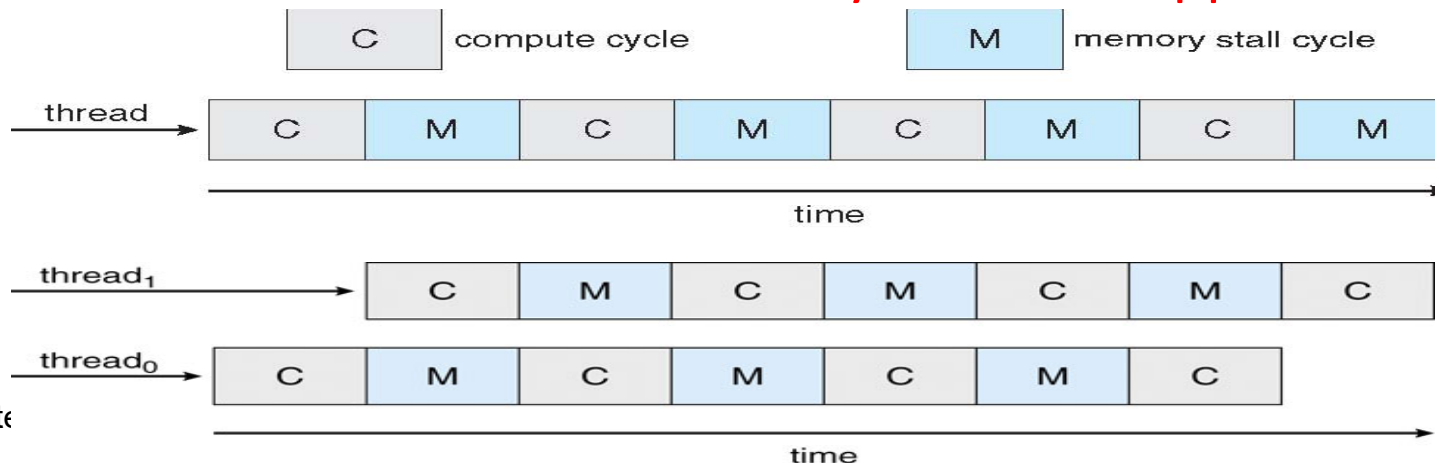 C compute cycle M memory stall cycle
thread C M C M C M C M
time
thread₁ C M C M C M C
thread₀ C M C M C M C
time